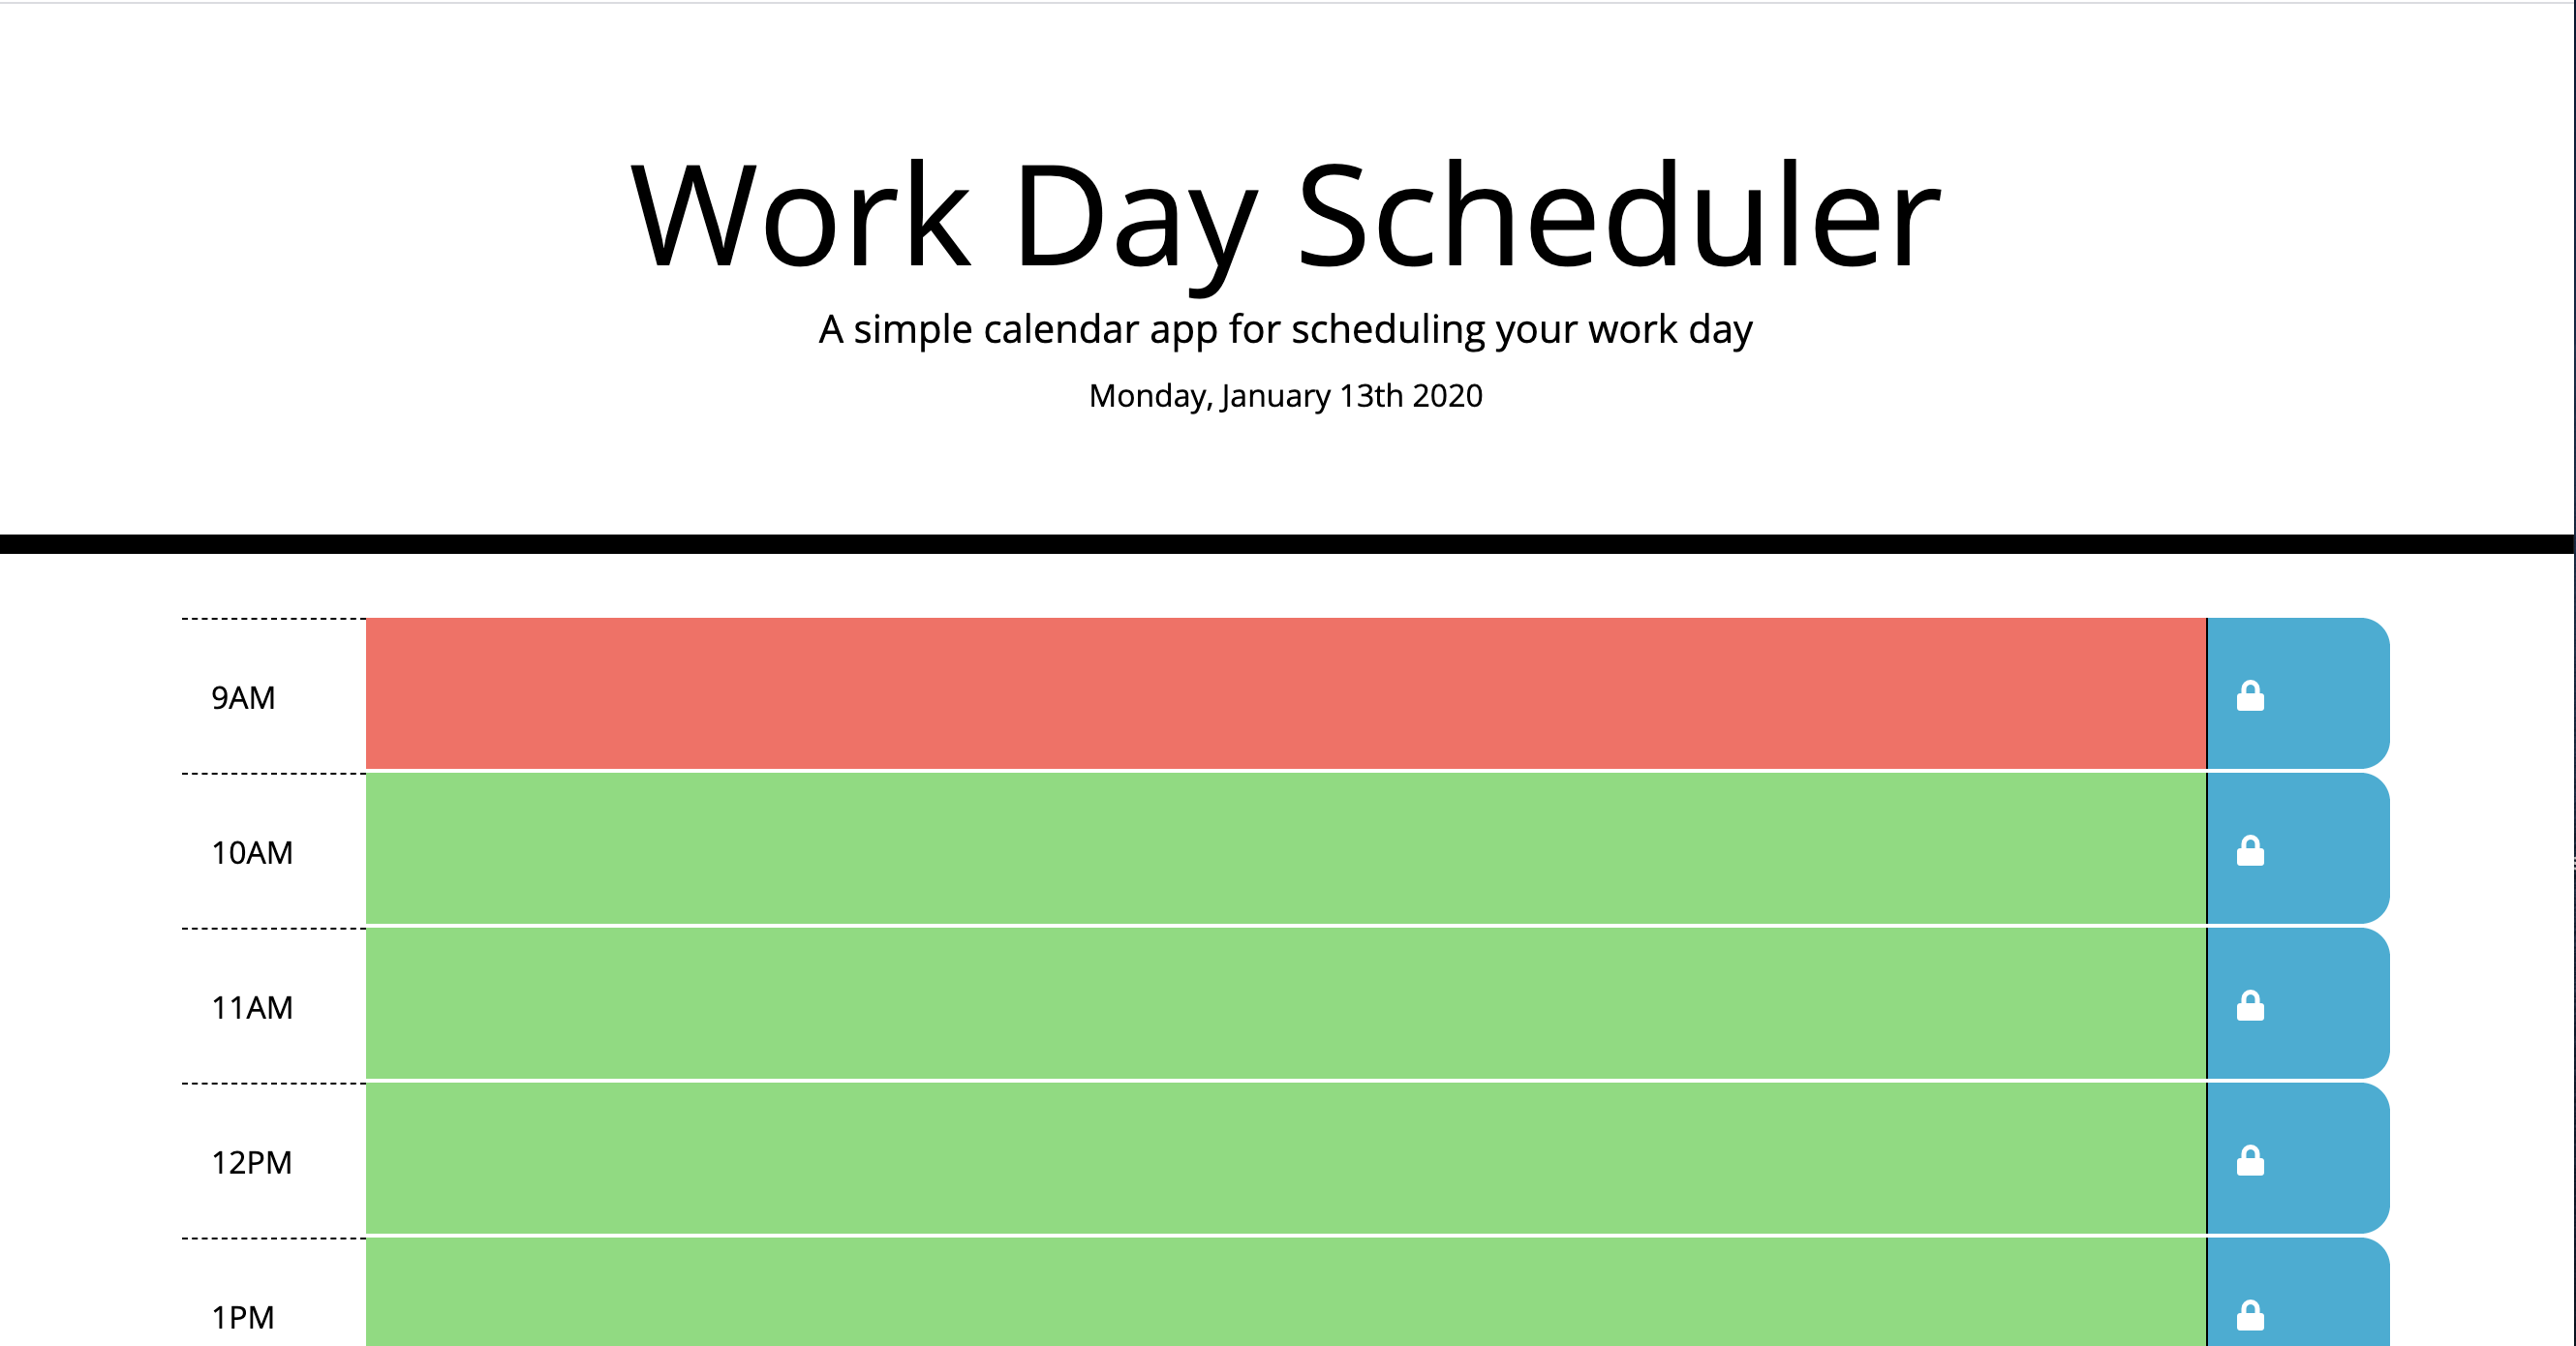 Work Day Scheduler
A simple calendar app for scheduling your work day
Monday, January 13th 2020
9AM
10AM
11AM
12PM
1PM